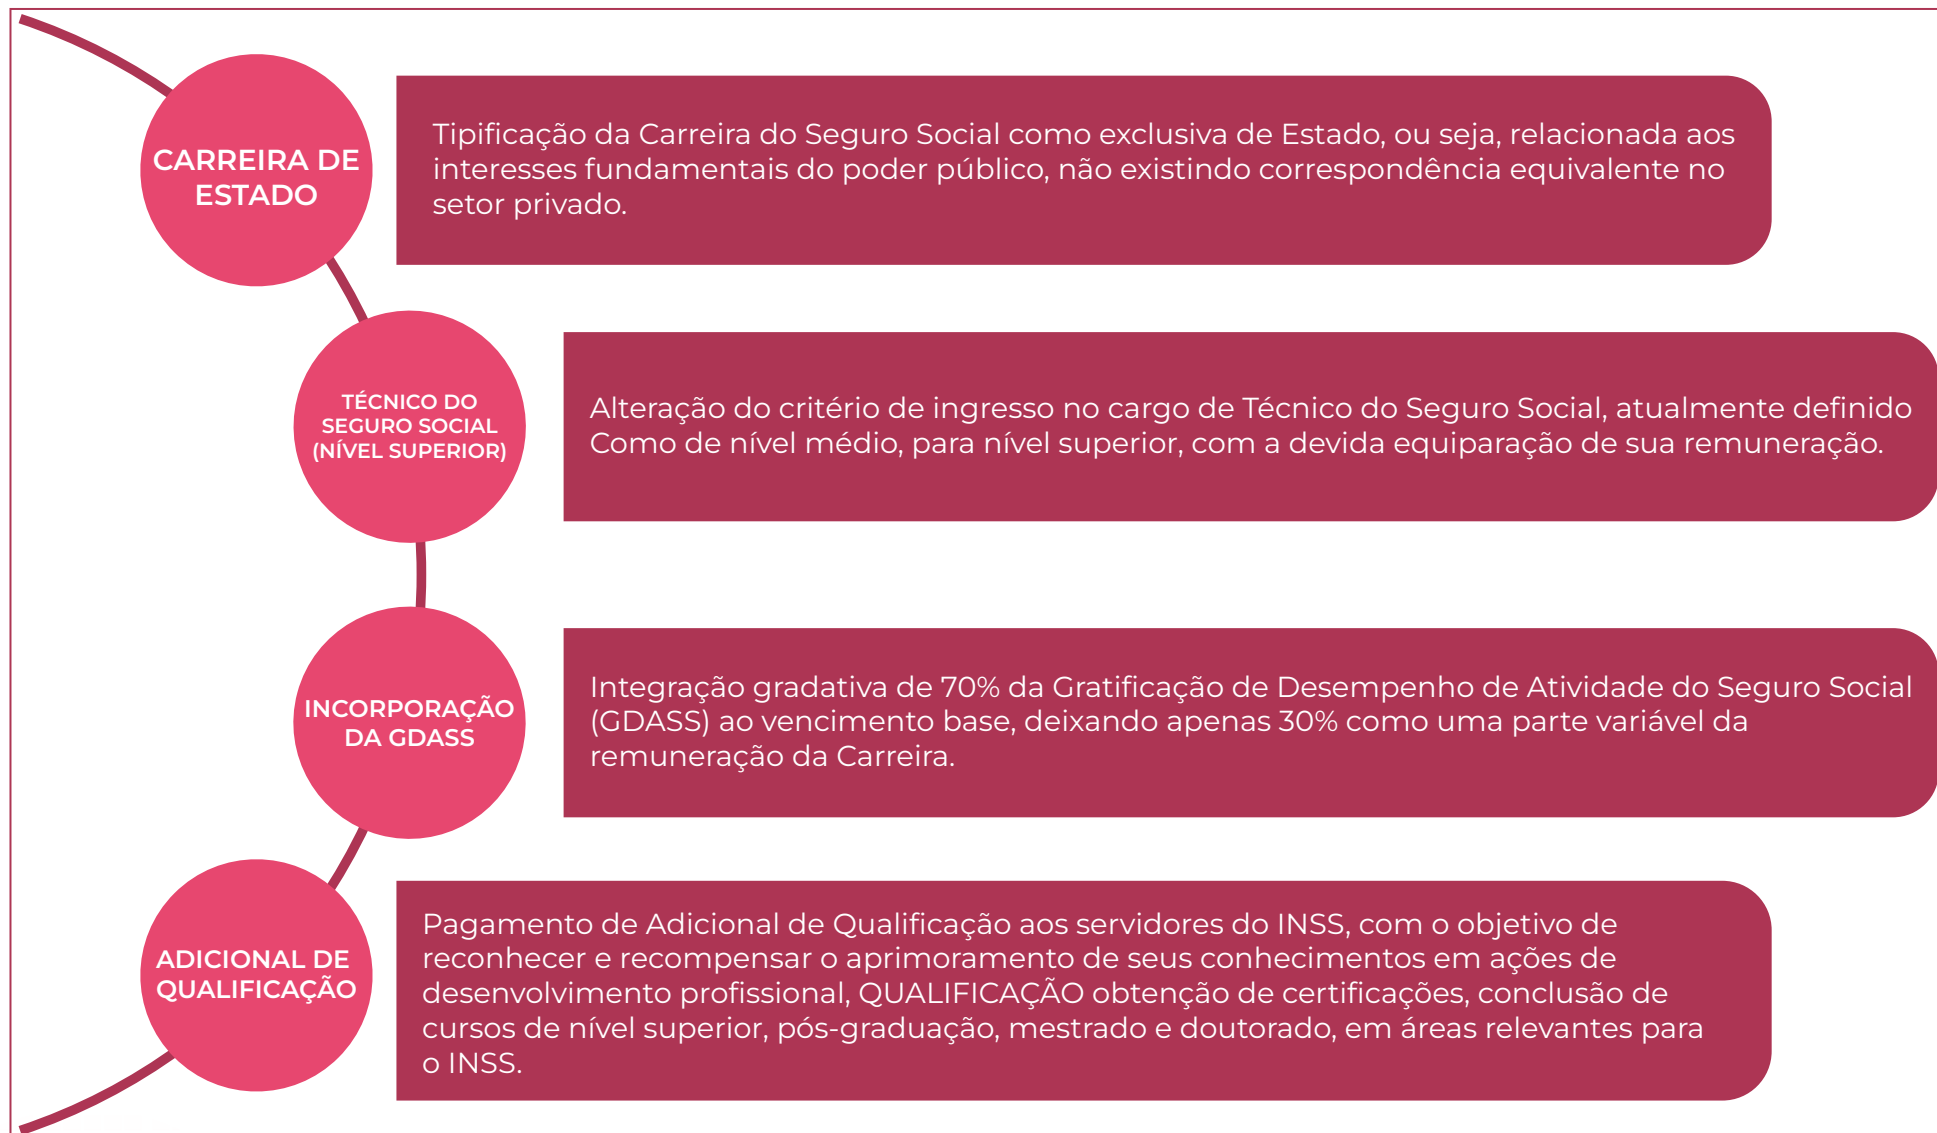 CARREIRA DE
ESTADO
Tipificação da Carreira do Seguro Social como exclusiva de Estado, ou seja, relacionada aos
interesses fundamentais do poder público, não existindo correspondência equivalente no
setor privado.
TÉCNICO DO
SEGURO SOCIAL
(NÍVEL SUPERIOR)
Alteração do critério de ingresso no cargo de Técnico do Seguro Social, atualmente definido
Como de nível médio, para nível superior, com a devida equiparação de sua remuneração.
INCORPORAÇÃO
DA GDASS
Integração gradativa de 70% da Gratificação de Desempenho de Atividade do Seguro Social
(GDASS) ao vencimento base, deixando apenas 30% como uma parte variável da
remuneração da Carreira.
ADICIONAL DE
QUALIFICAÇÃO
Pagamento de Adicional de Qualificação aos servidores do INSS, com o objetivo de
reconhecer e recompensar o aprimoramento de seus conhecimentos em ações de
desenvolvimento profissional, QUALIFICAÇÃO obtenção de certificações, conclusão de
cursos de nível superior, pós-graduação, mestrado e doutorado, em áreas relevantes para
o INSS.